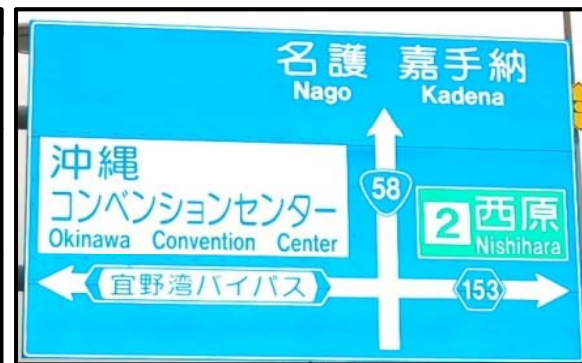 名護 嘉手納
Nago Kadena
沖縄
コンベンションセンター
Okinawa Convention Center
58
2 西原
Nishihara
宜野湾バイパス
153